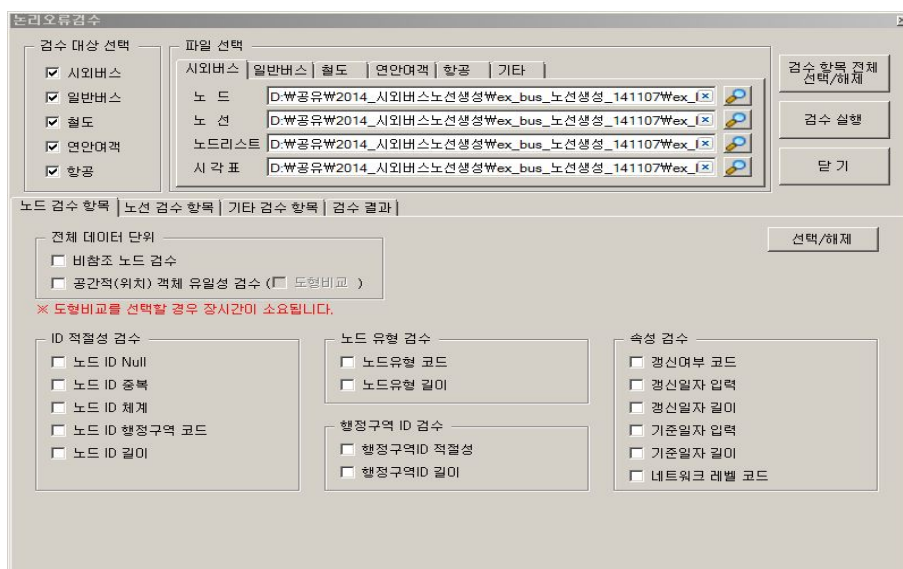 논리오류검수
검수 대상 선택
시외버스
일반버스
철도
연안여객
항공
파일 선택
시외버스 일반버스 철도 연안여객 항공 기타
노 드 D:₩공유₩2014_시외버스노선생성₩ex_bus_노선생성_141107₩ex_
노 선 D:₩공유₩2014_시외버스노선생성₩ex_bus_노선생성_141107₩ex_
노드리스트 D:₩공유₩2014_시외버스노선생성₩ex_bus_노선생성_141107₩ex_
시 각 표 D:₩공유₩2014_시외버스노선생성₩ex_bus_노선생성_141107₩ex_
검수 항목 전체
선택/해제
검수 실행
닫 기
노드 검수 항목 노선 검수 항목 기타 검수 항목 검수 결과
전체 데이터 단위
비참조 노드 검수
공간적(위치) 객체 유일성 검수 ( 도형비교 )
선택/해제
※ 도형비교를 선택할 경우 장시간이 소요됩니다.
ID 적절성 검수
노드 ID Null
노드 ID 중복
노드 ID 체계
노드 ID 행정구역 코드
노드 ID 길이
노드 유형 검수
노드유형 코드
노드유형 길이
행정구역 ID 검수
행정구역ID 적절성
행정구역ID 길이
속성 검수
갱신여부 코드
갱신일자 입력
갱신일자 길이
기준일자 입력
기준일자 길이
네트워크 레벨 코드